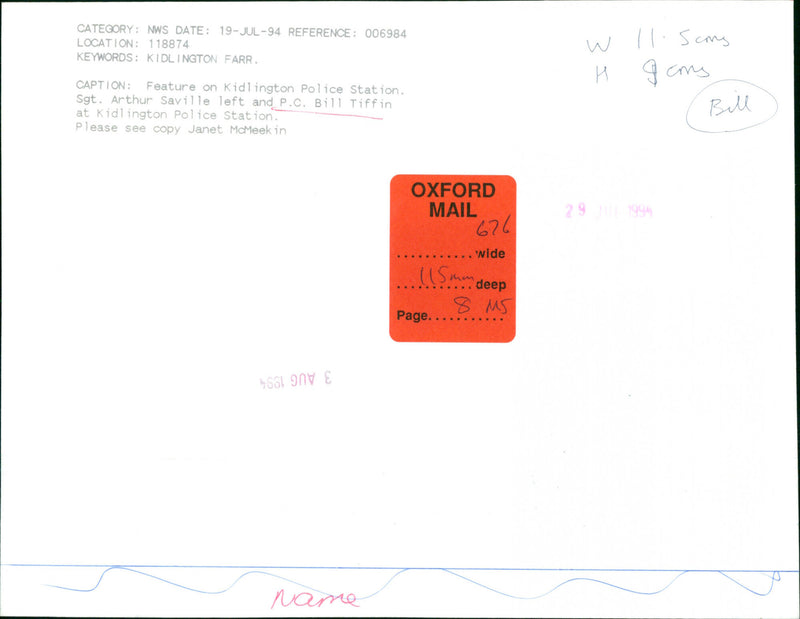 CATEGORY: NWS DATE: 19-JUL-94 REFERENCE: 006984
LOCATION: 118874
KEYWORDS: KIDLINGTON FARR.
CAPTION: Feature on Kidlington Police Station.
Sgt. Arthur Saville left and P.C. Bill Tiffin
at Kidlington Police Station.
Please see copy Janet McMeekin
W 11.5cms
H 9cms
Bill
OXFORD
MAIL
676
...........wide
115mm deep
Page 8 M5
29 JUL 1994
3 AUG 1994
Name